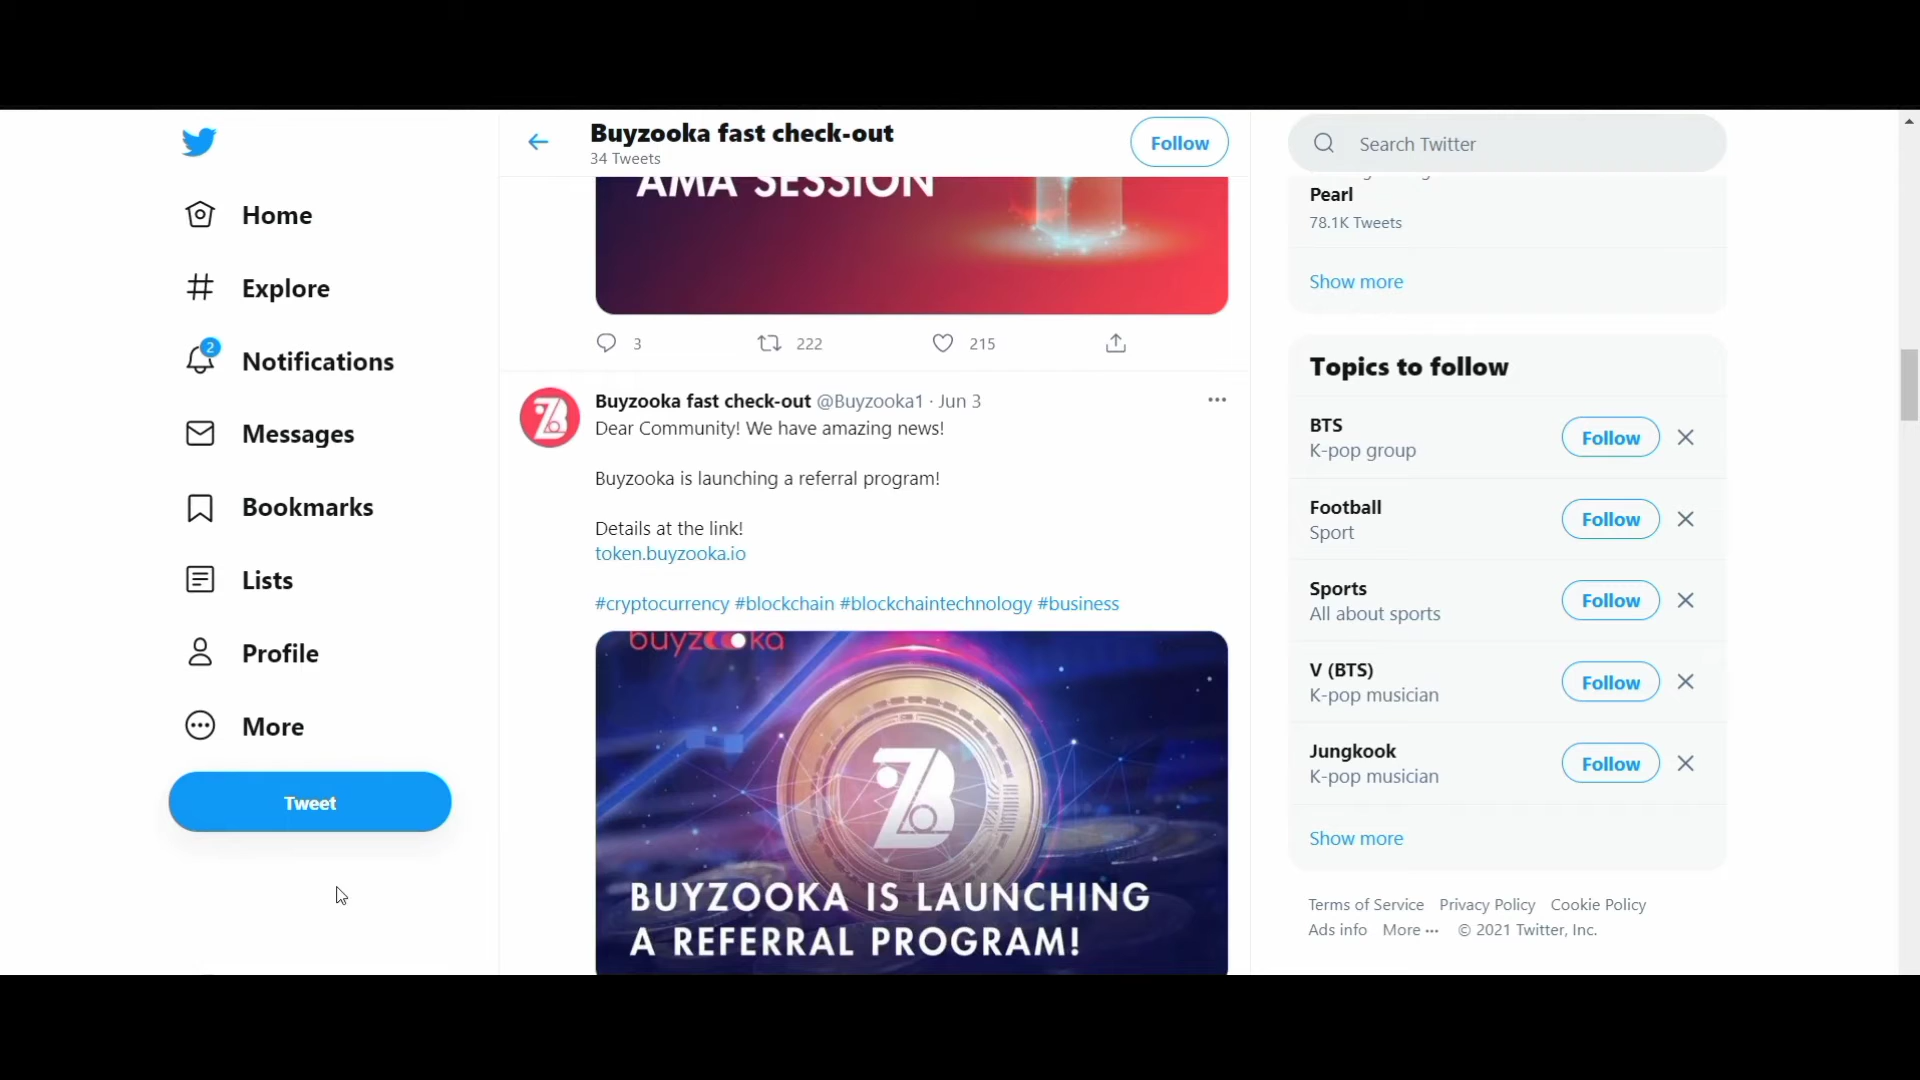 Home
Explore
2
Notifications
Messages
Bookmarks
Lists
Profile
More
Tweet
Buyzooka fast check-out
34 Tweets
Follow
AMA SESSION
3
222
215
Buyzooka fast check-out @Buyzooka1 · Jun 3
Dear Community! We have amazing news!
Buyzooka is launching a referral program!
Details at the link!
token.buyzooka.io
#cryptocurrency #blockchain #blockchaintechnology #business
buyzooka
BUYZOOKA IS LAUNCHING
A REFERRAL PROGRAM!
Search Twitter
Pearl
78.1K Tweets
Show more
Topics to follow
BTS
K-pop group
Follow
Football
Sport
Follow
Sports
All about sports
Follow
V (BTS)
K-pop musician
Follow
Jungkook
K-pop musician
Follow
Show more
Terms of Service Privacy Policy Cookie Policy
Ads info More ··· © 2021 Twitter, Inc.